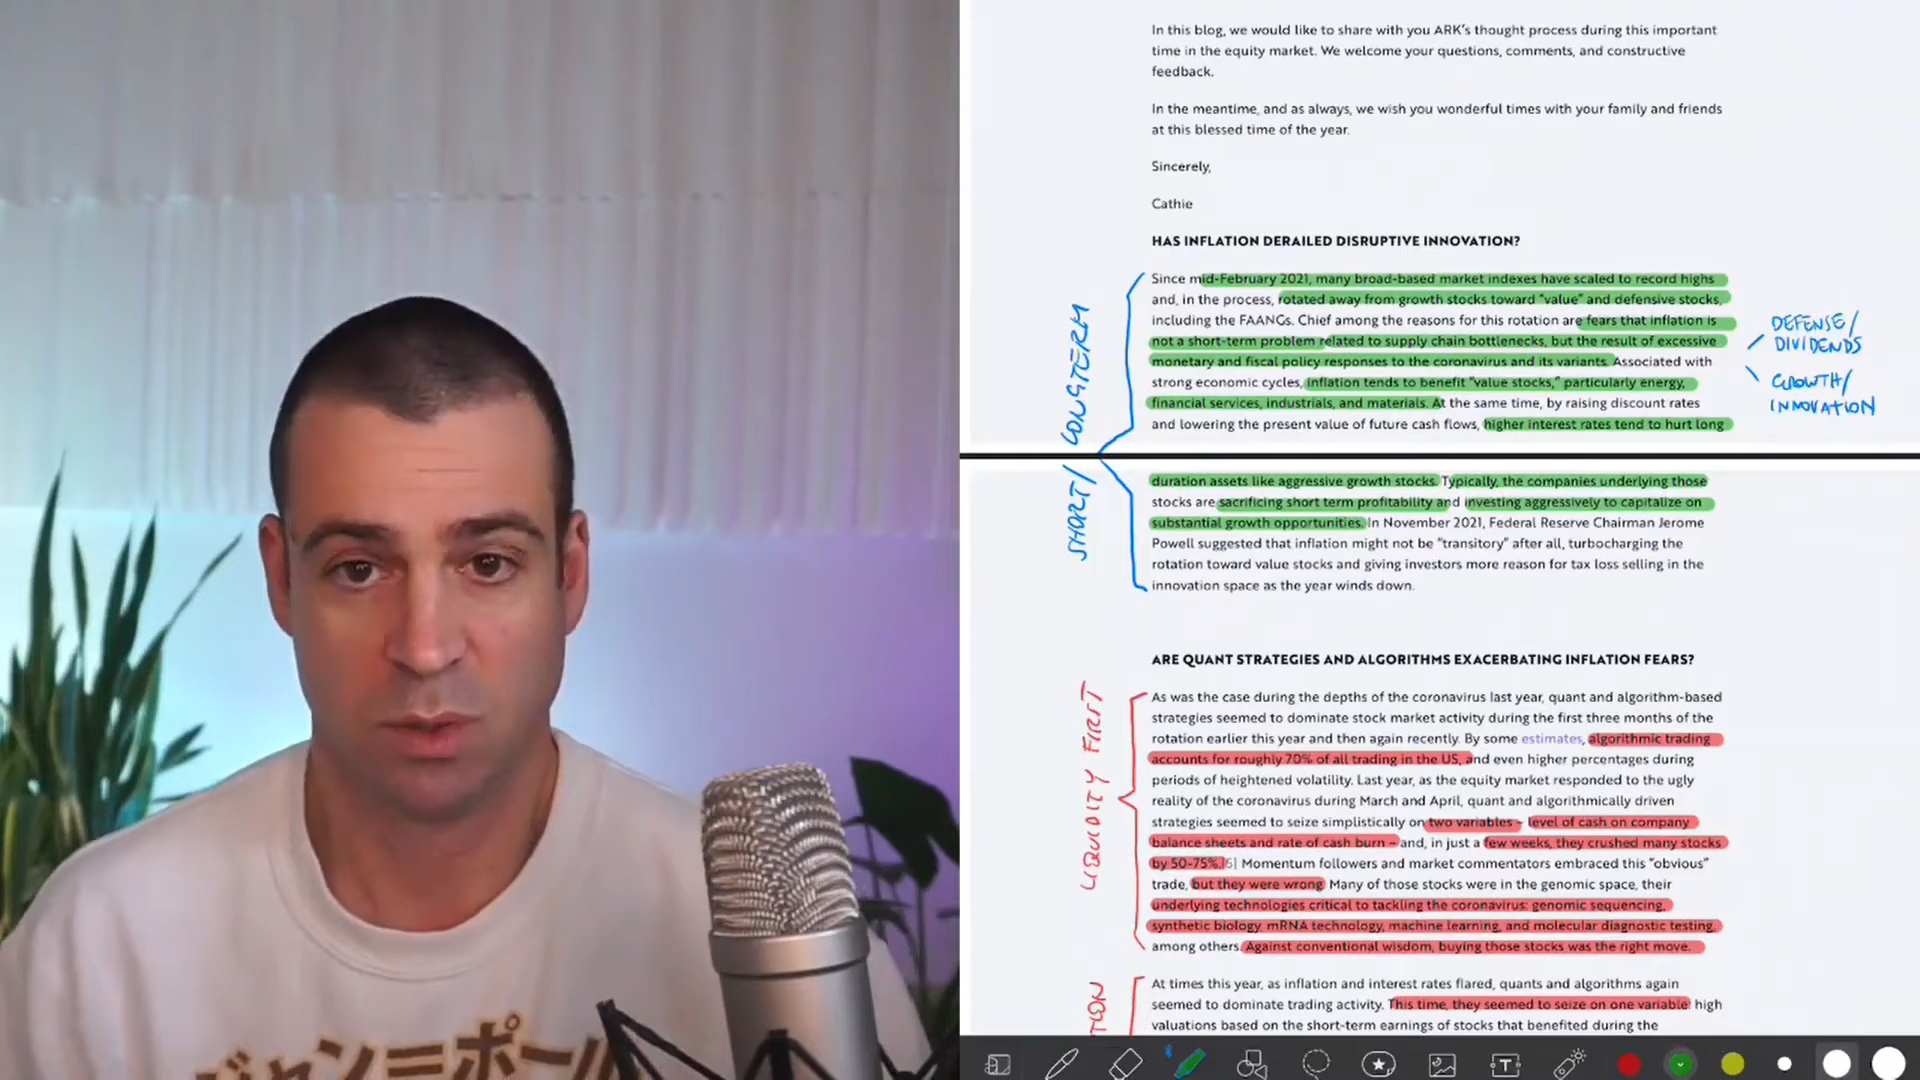 In this blog, we would like to share with you ARK's thought process during this important
time in the equity market. We welcome your questions, comments, and constructive
feedback.
In the meantime, and as always, we wish you wonderful times with your family and friends
at this blessed time of the year.
Sincerely,
Cathie
HAS INFLATION DERAILED DISRUPTIVE INNOVATION?
Since mid-February 2021, many broad-based market indexes have scaled to record highs
and, in the process, rotated away from growth stocks toward "value" and defensive stocks,
including the FAANGs. Chief among the reasons for this rotation are fears that inflation is
not a short-term problem related to supply chain bottlenecks, but the result of excessive
monetary and fiscal policy responses to the coronavirus and its variants. Associated with
strong economic cycles, inflation tends to benefit "value stocks," particularly energy,
financial services, industrials, and materials. At the same time, by raising discount rates
and lowering the present value of future cash flows, higher interest rates tend to hurt long
DEFENSE/
DIVIDENDS
GROWTH/
INNOVATION
SHORT/ LONGTERM
duration assets like aggressive growth stocks. Typically, the companies underlying those
stocks are sacrificing short term profitability and investing aggressively to capitalize on
substantial growth opportunities. In November 2021, Federal Reserve Chairman Jerome
Powell suggested that inflation might not be "transitory" after all, turbocharging the
rotation toward value stocks and giving investors more reason for tax loss selling in the
innovation space as the year winds down.
ARE QUANT STRATEGIES AND ALGORITHMS EXACERBATING INFLATION FEARS?
LIQUIDITY FIRST
As was the case during the depths of the coronavirus last year, quant and algorithm-based
strategies seemed to dominate stock market activity during the first three months of the
rotation earlier this year and then again recently. By some estimates, algorithmic trading
accounts for roughly 70% of all trading in the US, and even higher percentages during
periods of heightened volatility. Last year, as the equity market responded to the ugly
reality of the coronavirus during March and April, quant and algorithmically driven
strategies seemed to seize simplistically on two variables – level of cash on company
balance sheets and rate of cash burn – and, in just a few weeks, they crushed many stocks
by 50-75%.[5] Momentum followers and market commentators embraced this "obvious"
trade, but they were wrong. Many of those stocks were in the genomic space, their
underlying technologies critical to tackling the coronavirus: genomic sequencing,
synthetic biology, mRNA technology, machine learning, and molecular diagnostic testing,
among others. Against conventional wisdom, buying those stocks was the right move.
At times this year, as inflation and interest rates flared, quants and algorithms again
seemed to dominate trading activity. This time, they seemed to seize on one variable: high
valuations based on the short-term earnings of stocks that benefited during the
ジャン=ポール